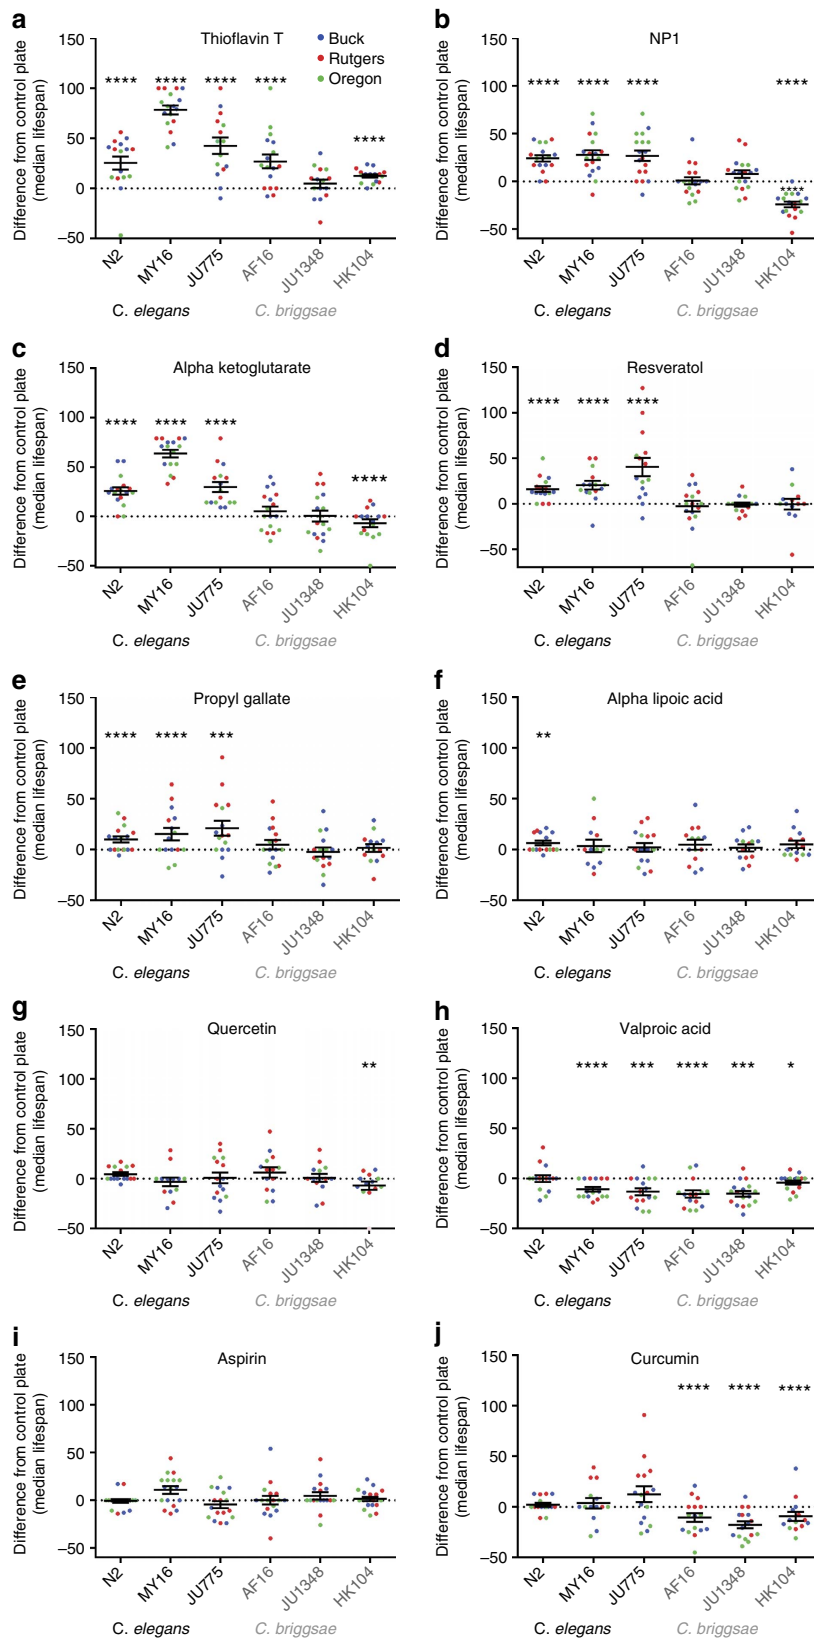 a
Thioflavin T
Buck
Rutgers
Oregon
Difference from control plate
(median lifespan)
150
100
50
0
–50
**** **** **** **** ****
N2 MY16 JU775 AF16 JU1348 HK104
C. elegans C. briggsae
b
NP1
Difference from control plate
(median lifespan)
150
100
50
0
–50
**** **** **** ****
****
N2 MY16 JU775 AF16 JU1348 HK104
C. elegans C. briggsae
c
Alpha ketoglutarate
Difference from control plate
(median lifespan)
150
100
50
0
–50
**** **** **** ****
N2 MY16 JU775 AF16 JU1348 HK104
C. elegans C. briggsae
d
Resveratol
Difference from control plate
(median lifespan)
150
100
50
0
–50
**** **** ****
N2 MY16 JU775 AF16 JU1348 HK104
C. elegans C. briggsae
e
Propyl gallate
Difference from control plate
(median lifespan)
150
100
50
0
–50
**** **** ***
N2 MY16 JU775 AF16 JU1348 HK104
C. elegans C. briggsae
f
Alpha lipoic acid
Difference from control plate
(median lifespan)
150
100
50
0
–50
**
N2 MY16 JU775 AF16 JU1348 HK104
C. elegans C. briggsae
g
Quercetin
Difference from control plate
(median lifespan)
150
100
50
0
–50
**
N2 MY16 JU775 AF16 JU1348 HK104
C. elegans C. briggsae
h
Valproic acid
Difference from control plate
(median lifespan)
150
100
50
0
–50
**** *** **** *** *
N2 MY16 JU775 AF16 JU1348 HK104
C. elegans C. briggsae
i
Aspirin
Difference from control plate
(median lifespan)
150
100
50
0
–50
N2 MY16 JU775 AF16 JU1348 HK104
C. elegans C. briggsae
j
Curcumin
Difference from control plate
(median lifespan)
150
100
50
0
–50
**** **** ****
N2 MY16 JU775 AF16 JU1348 HK104
C. elegans C. briggsae